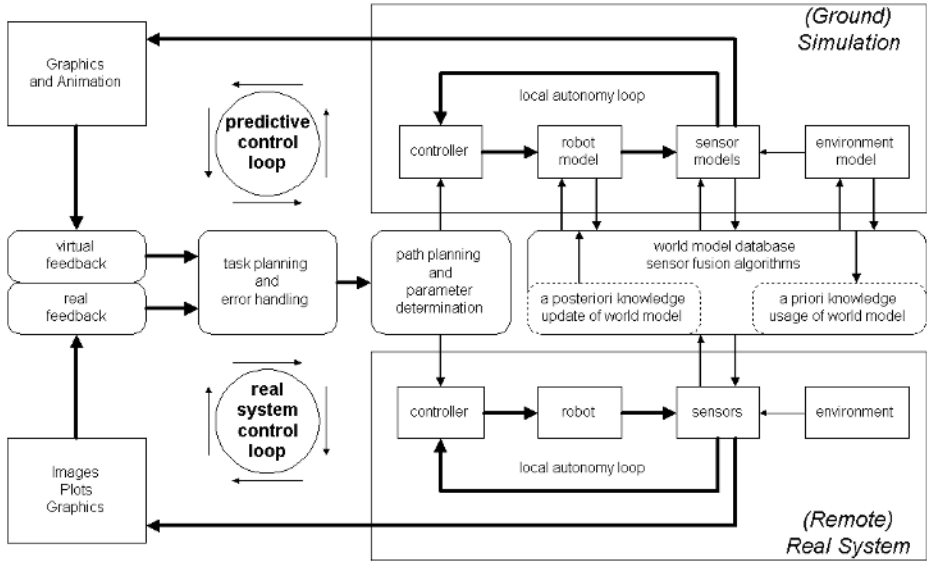 (Ground)
Simulation
Graphics
and Animation
local autonomy loop
predictive
control
loop
controller
robot
model
sensor
models
environment
model
virtual
feedback
real
feedback
task planning
and
error handling
path planning
and
parameter
determination
world model database
sensor fusion algorithms
a posteriori knowledge
update of world model
a priori knowledge
usage of world model
real
system
control
loop
controller
robot
sensors
environment
local autonomy loop
Images
Plots
Graphics
(Remote)
Real System